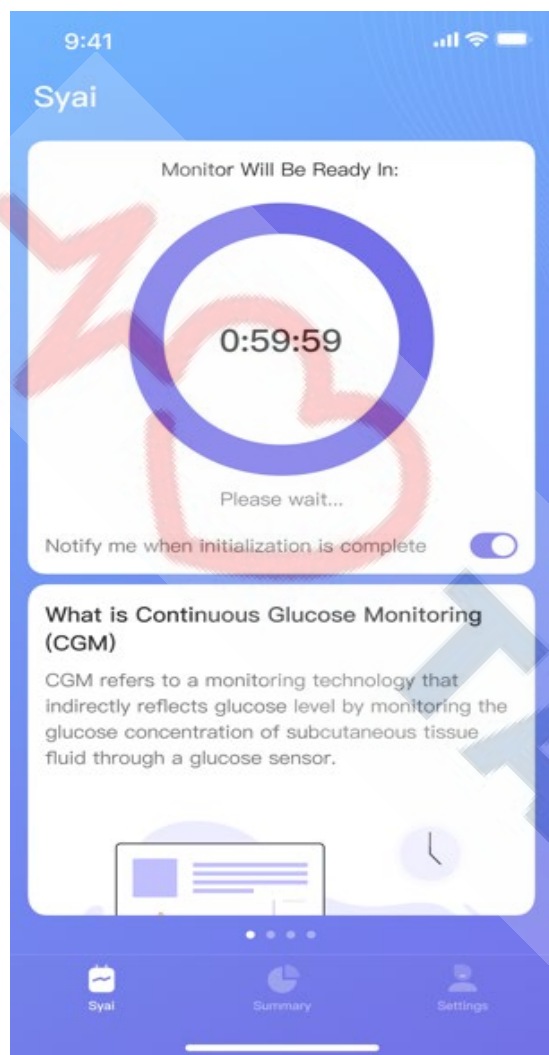 9:41
Syai
Monitor Will Be Ready In:
0:59:59
Please wait...
Notify me when initialization is complete
What is Continuous Glucose Monitoring
(CGM)
CGM refers to a monitoring technology that
indirectly reflects glucose level by monitoring the
glucose concentration of subcutaneous tissue
fluid through a glucose sensor.
Syai
Summary
Settings